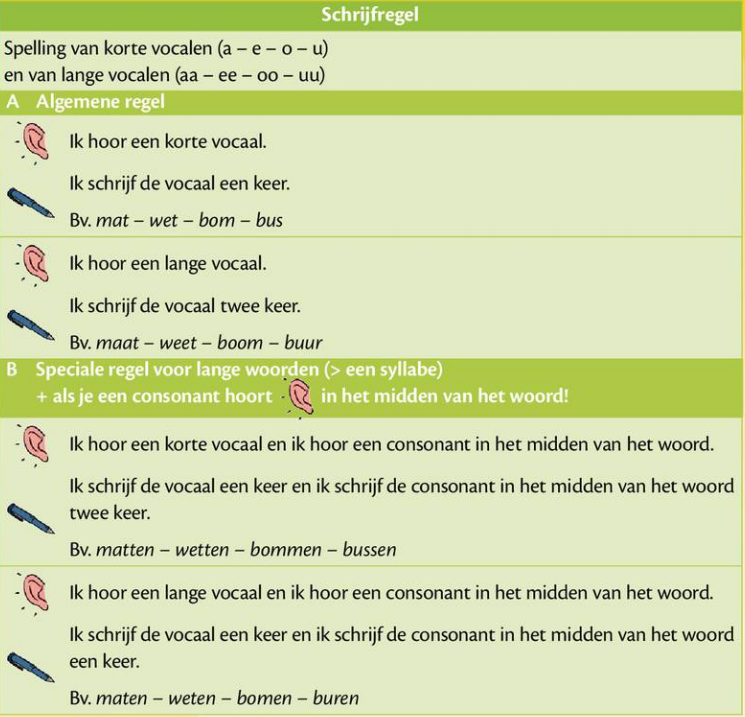 Schrijfregel
Spelling van korte vocalen (a – e – o – u)
en van lange vocalen (aa – ee – oo – uu)
A Algemene regel
Ik hoor een korte vocaal.
Ik schrijf de vocaal een keer.
Bv. mat – wet – bom – bus
Ik hoor een lange vocaal.
Ik schrijf de vocaal twee keer.
Bv. maat – weet – boom – buur
B Speciale regel voor lange woorden (> een syllabe)
+ als je een consonant hoort in het midden van het woord!
Ik hoor een korte vocaal en ik hoor een consonant in het midden van het woord.
Ik schrijf de vocaal een keer en ik schrijf de consonant in het midden van het woord
twee keer.
Bv. matten – wetten – bommen – bussen
Ik hoor een lange vocaal en ik hoor een consonant in het midden van het woord.
Ik schrijf de vocaal een keer en ik schrijf de consonant in het midden van het woord
een keer.
Bv. maten – weten – bomen – buren